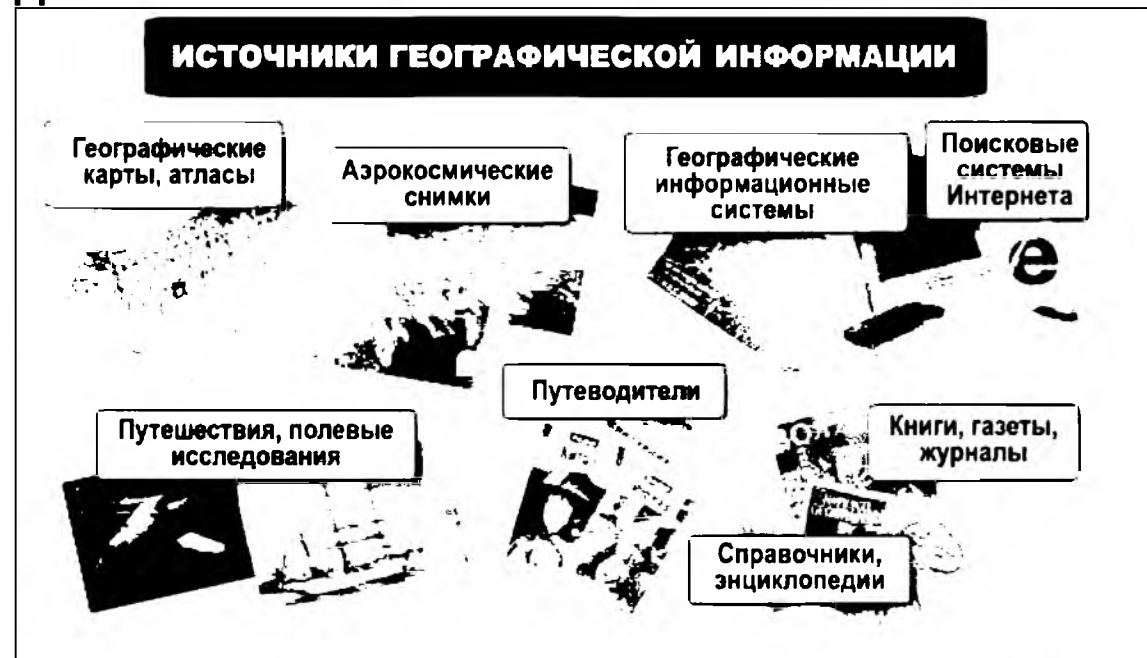 ИСТОЧНИКИ ГЕОГРАФИЧЕСКОЙ ИНФОРМАЦИИ
Географические
карты, атласы
Аэрокосмические
снимки
Географические
информационные
системы
Поисковые
системы
Интернета
Путешествия, полевые
исследования
Путеводители
Книги, газеты,
журналы
Справочники,
энциклопедии